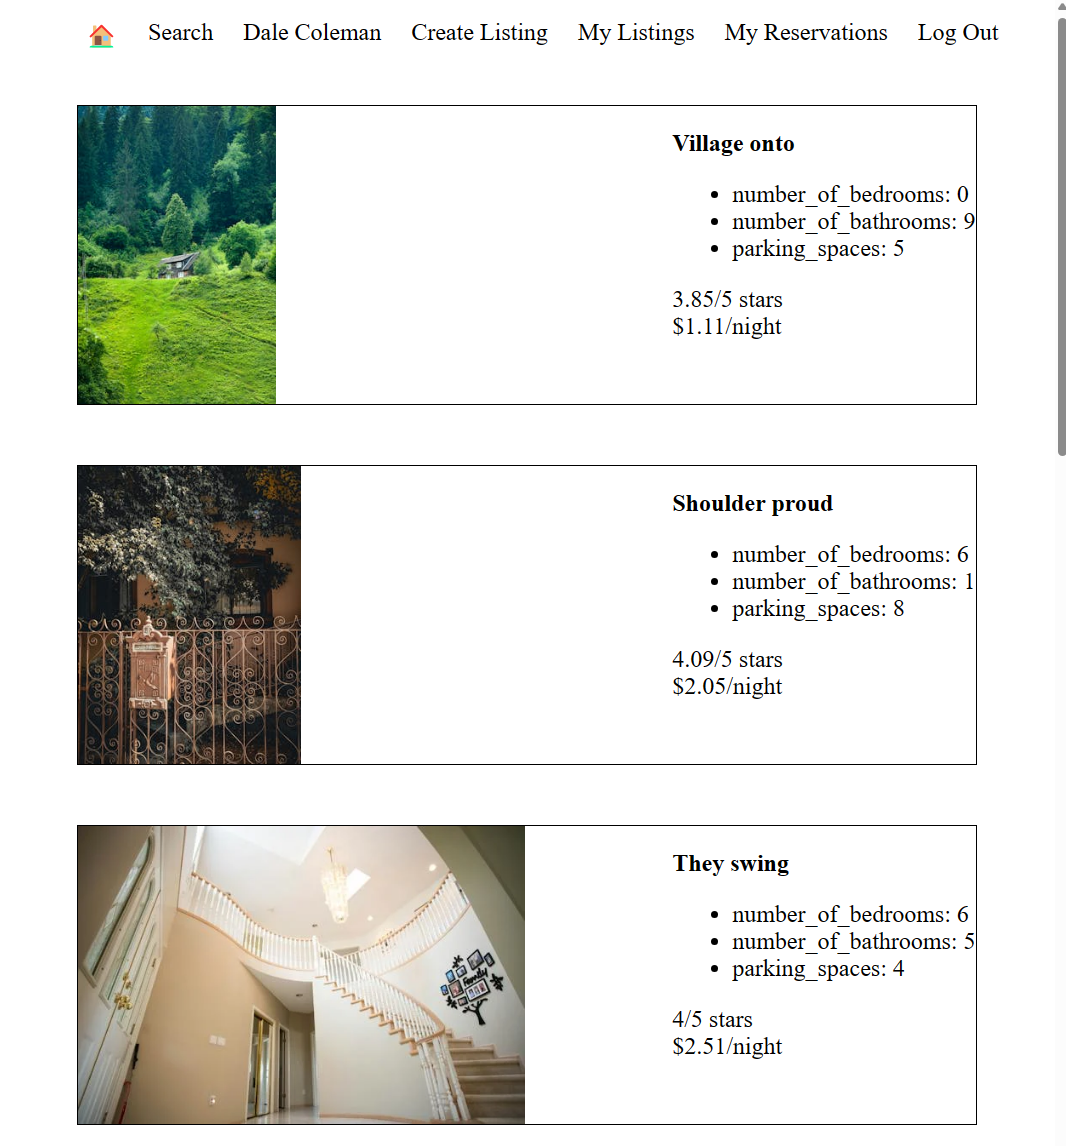 Search Dale Coleman Create Listing My Listings My Reservations Log Out
Village onto
number_of_bedrooms: 0
number_of_bathrooms: 9
parking_spaces: 5
3.85/5 stars
$1.11/night
Shoulder proud
number_of_bedrooms: 6
number_of_bathrooms: 1
parking_spaces: 8
4.09/5 stars
$2.05/night
They swing
number_of_bedrooms: 6
number_of_bathrooms: 5
parking_spaces: 4
4/5 stars
$2.51/night
Family